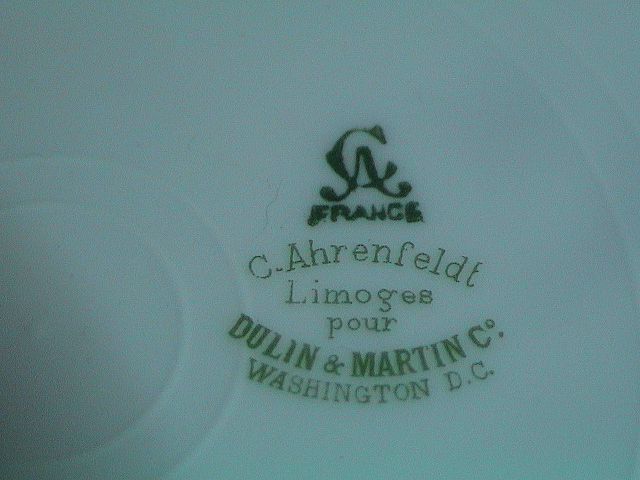 CA
FRANCE
C. Ahrenfeldt
Limoges
pour
DULIN & MARTIN Cº.
WASHINGTON D.C.